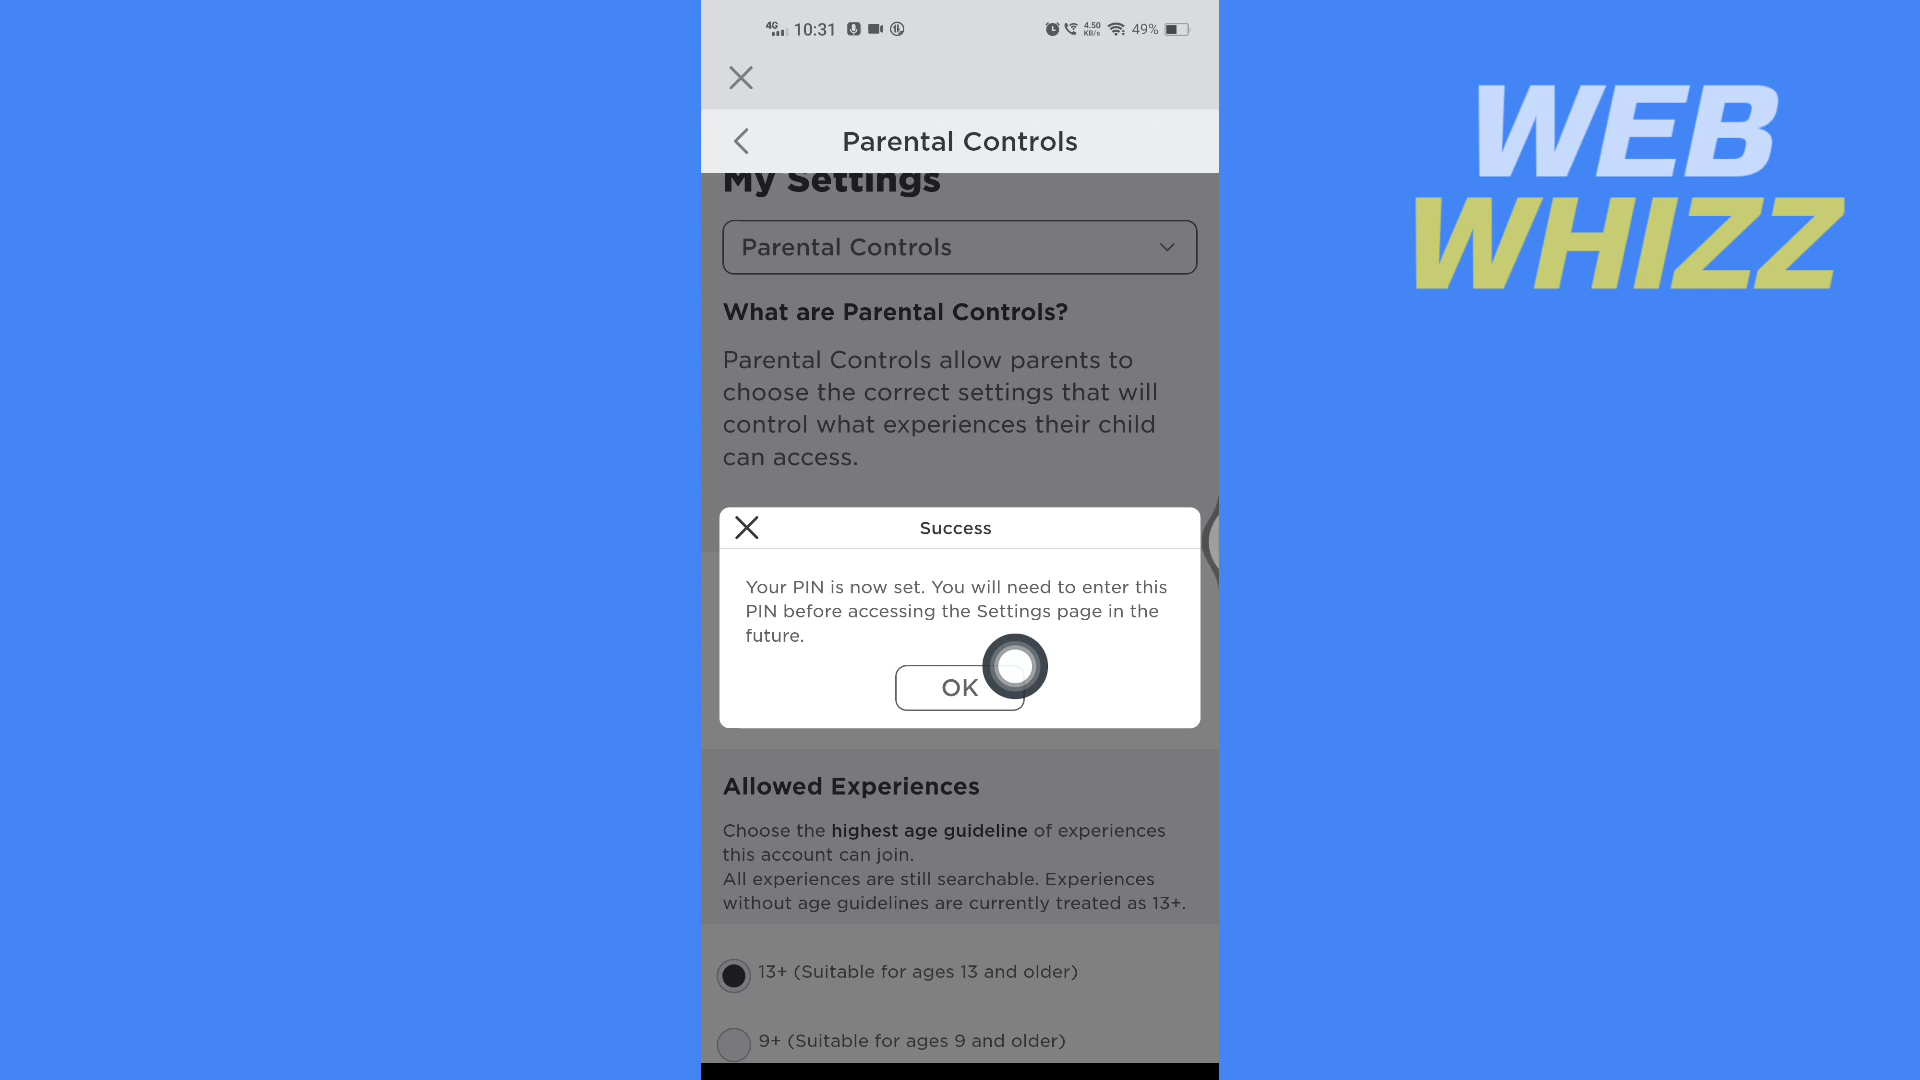 4G 10:31 4.50 KB/s 49%
Parental Controls
My Settings
Parental Controls
What are Parental Controls?
Parental Controls allow parents to
choose the correct settings that will
control what experiences their child
can access.
Success
Your PIN is now set. You will need to enter this
PIN before accessing the Settings page in the
future.
OK
Allowed Experiences
Choose the highest age guideline of experiences
this account can join.
All experiences are still searchable. Experiences
without age guidelines are currently treated as 13+.
13+ (Suitable for ages 13 and older)
9+ (Suitable for ages 9 and older)
WEB
WHIZZ